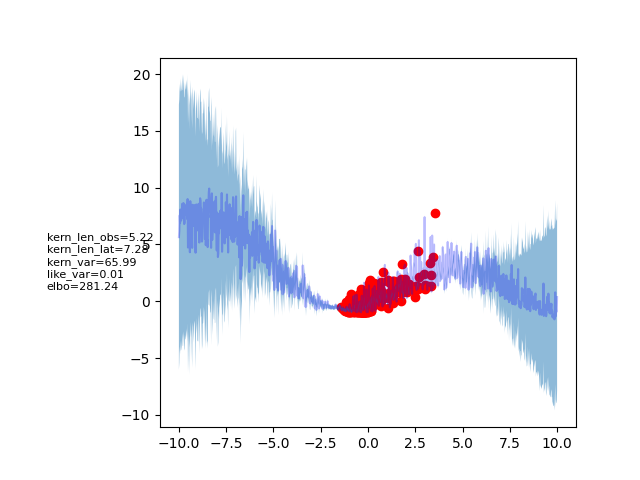 20
15
10
5
0
−5
−10
kern_len_obs=5.22
kern_len_lat=7.28
kern_var=65.99
like_var=0.01
elbo=281.24
−10.0 −7.5 −5.0 −2.5 0.0 2.5 5.0 7.5 10.0